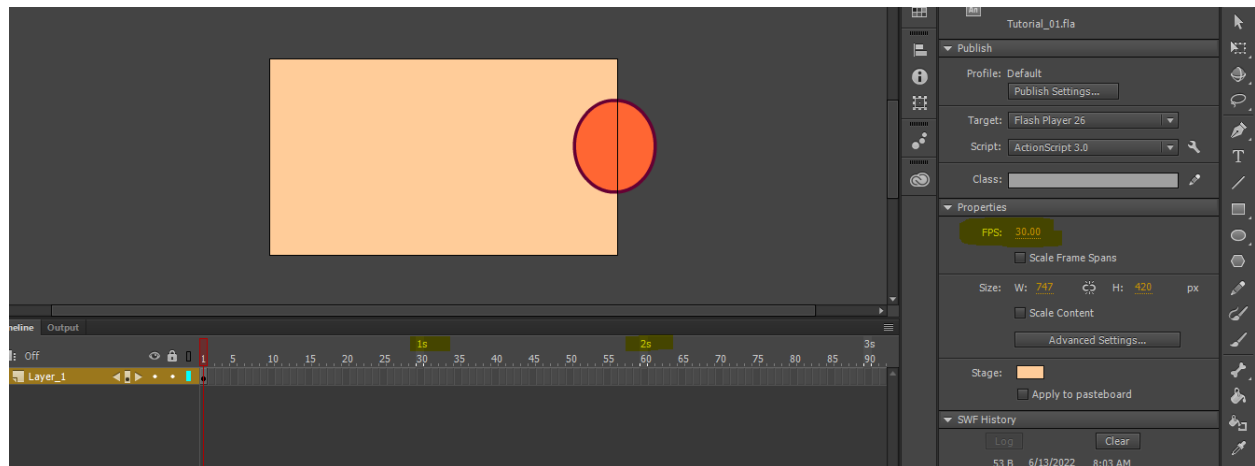 An
Tutorial_01.fla
Publish
Profile: Default
Publish Settings...
Target: Flash Player 26
Script: ActionScript 3.0
Class:
Properties
FPS: 30.00
Scale Frame Spans
Size: W: 747 H: 420 px
Scale Content
Advanced Settings...
Stage:
Apply to pasteboard
SWF History
Log Clear
53 B 6/13/2022 8:03 AM
meline Output
1s 2s 3s
Off 1 5 10 15 20 25 30 35 40 45 50 55 60 65 70 75 80 85 90
Layer_1
T